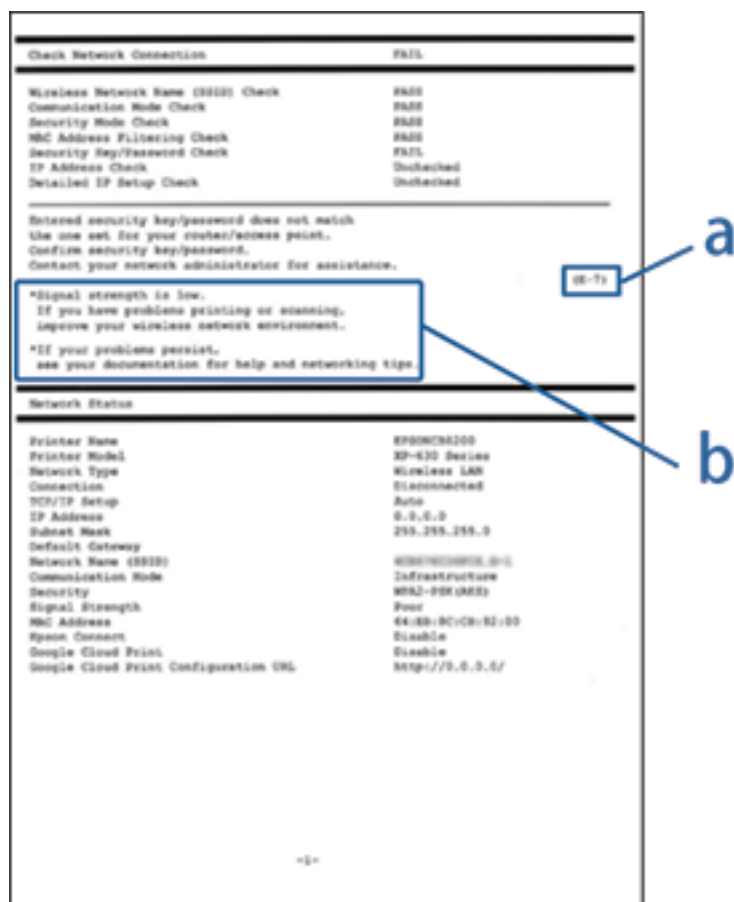 Check Network Connection FAIL
Wireless Network Name (SSID) Check PASS
Communication Mode Check PASS
Security Mode Check PASS
MAC Address Filtering Check PASS
Security Key/Password Check FAIL
IP Address Check Unchecked
Detailed IP Setup Check Unchecked
Entered security key/password does not match
the one set for your router/access point.
Confirm security key/password.
Contact your network administrator for assistance.
(E-7)
a
*Signal strength is low.
If you have problems printing or scanning,
improve your wireless network environment.
*If your problems persist,
see your documentation for help and networking tips.
b
Network Status
Printer Name
Printer Model XP-630 Series
Network Type Wireless LAN
Connection Disconnected
TCP/IP Setup Auto
IP Address 0.0.0.0
Subnet Mask 255.255.255.0
Default Gateway
Network Name (SSID)
Communication Mode Infrastructure
Security WPA2-PSK(AES)
Signal Strength Poor
MAC Address
Epson Connect Disable
Google Cloud Print Disable
Google Cloud Print Configuration URL http://0.0.0.0/
-1-